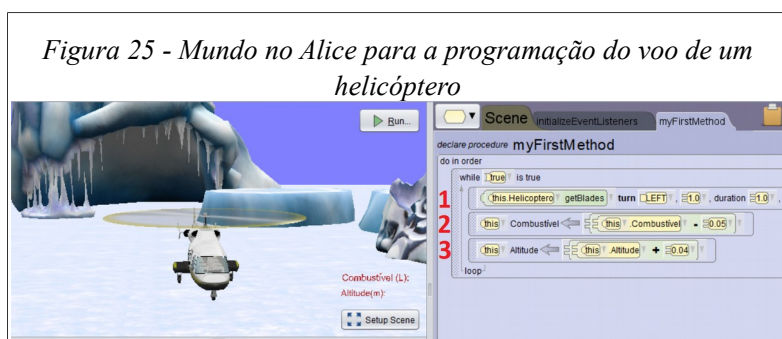 Figura 25 - Mundo no Alice para a programação do voo de um
helicóptero
Run...
Combustível (L):
Altitude(m):
Setup Scene
Scene initializeEventListeners myFirstMethod
declare procedure myFirstMethod
do in order
while true is true
1 this.Helicoptero getBlades turn LEFT , 1.0 , duration 1.0 ,
2 this Combustível this .Combustível - 0.05
3 this Altitude this .Altitude + 0.04
loop